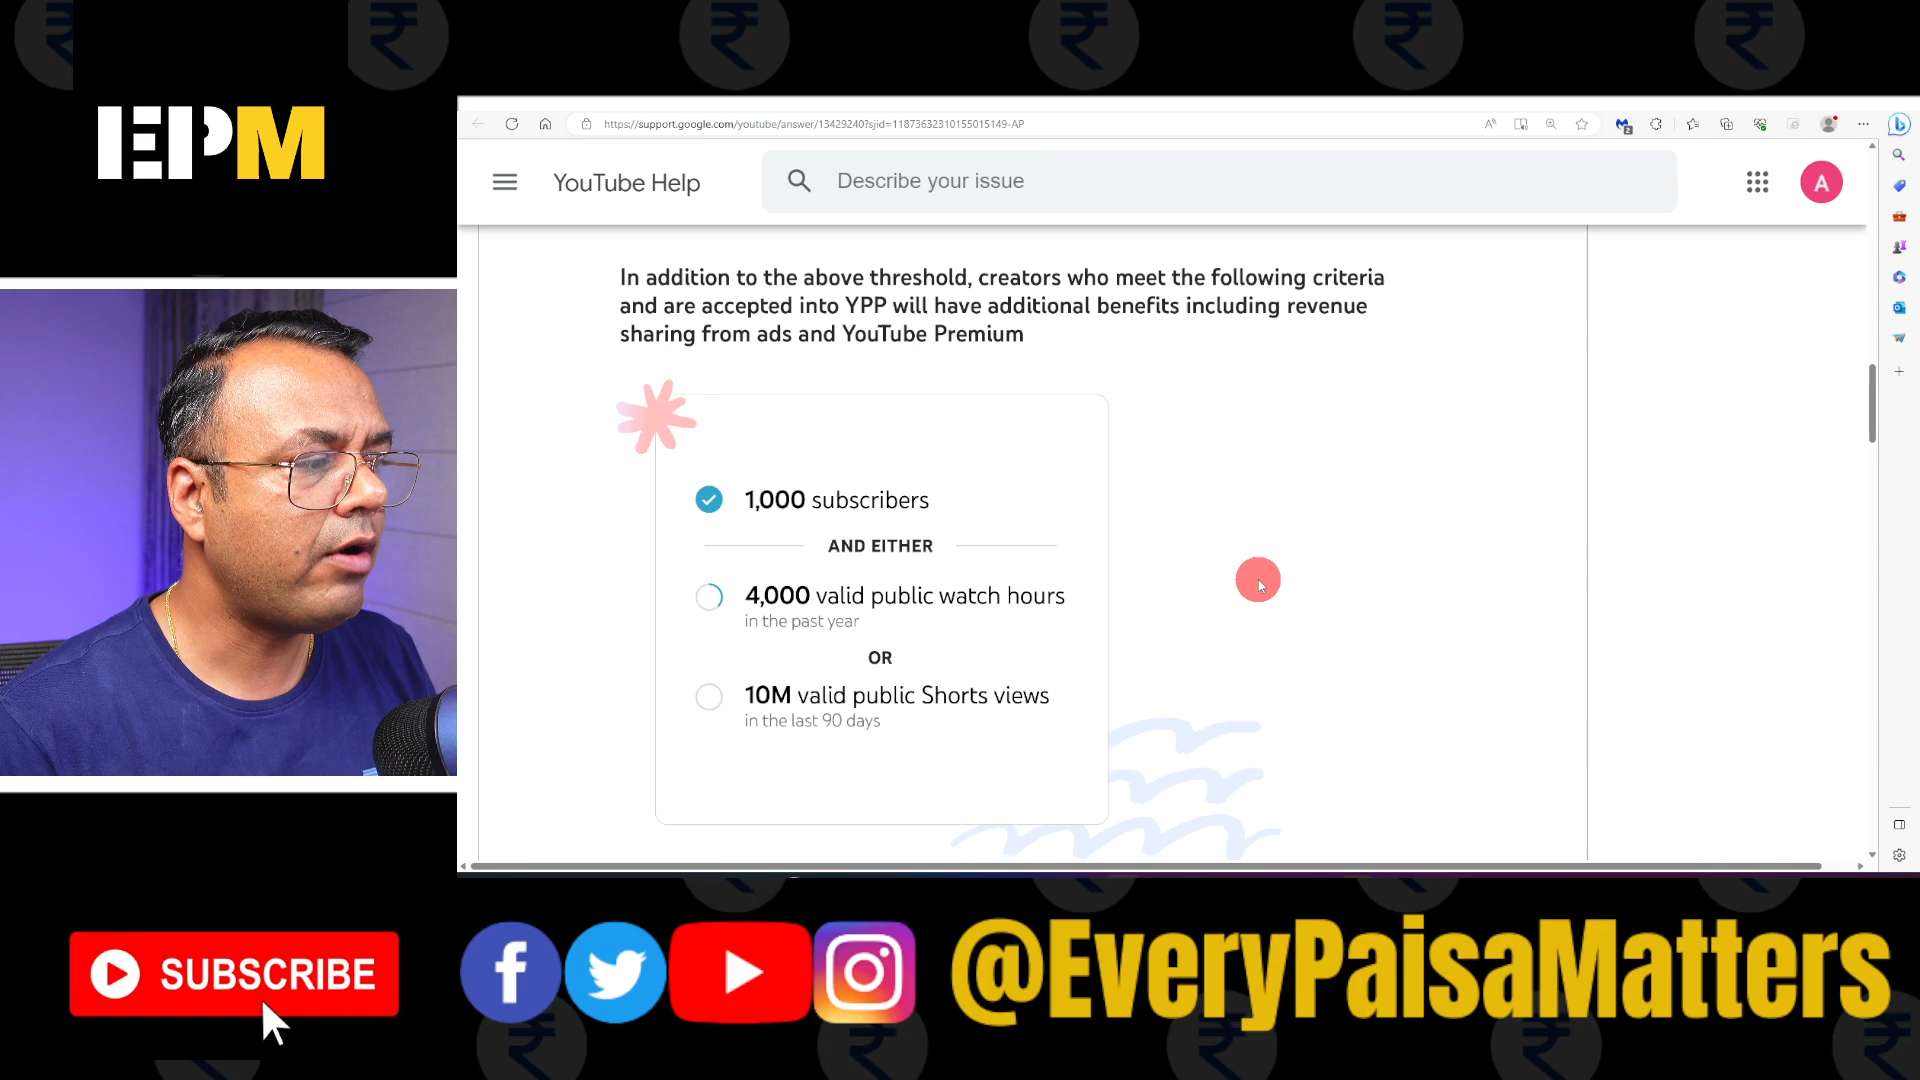 EPM
https://support.google.com/youtube/answer/13429240?sjid=11873632310155015149-AP
YouTube Help
Describe your issue
A
In addition to the above threshold, creators who meet the following criteria
and are accepted into YPP will have additional benefits including revenue
sharing from ads and YouTube Premium
1,000 subscribers
AND EITHER
4,000 valid public watch hours
in the past year
OR
10M valid public Shorts views
in the last 90 days
SUBSCRIBE
@EveryPaisaMatters